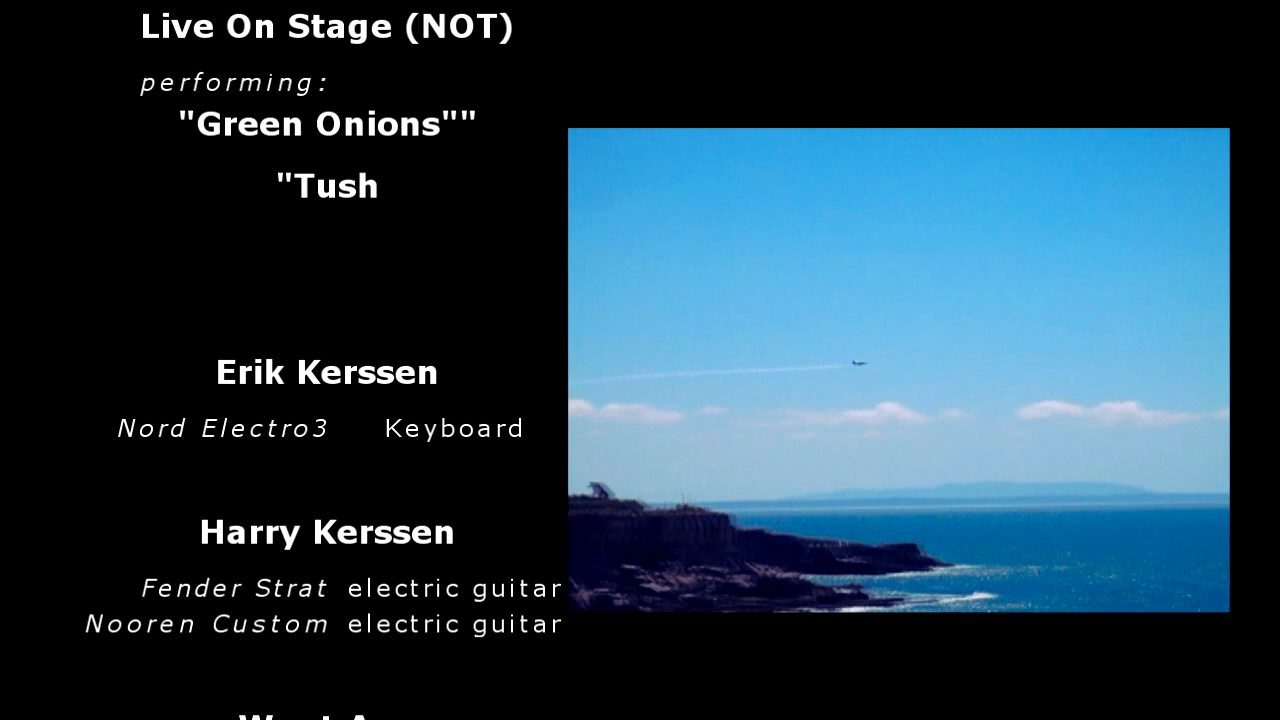 Live On Stage (NOT)
performing:
"Green Onions""
"Tush
Erik Kerssen
Nord Electro3 Keyboard
Harry Kerssen
Fender Strat electric guitar
Nooren Custom electric guitar